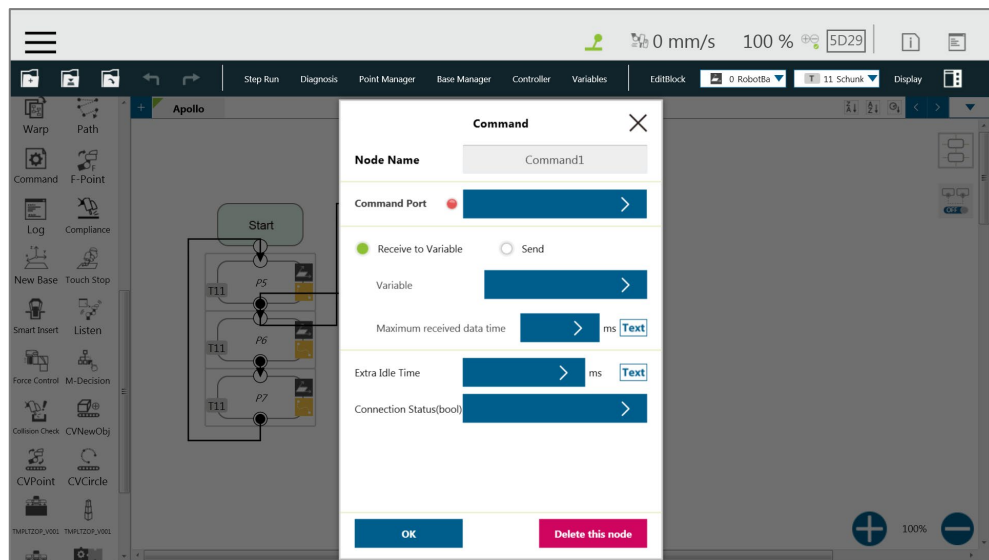 0 mm/s 100 % 5D29
Step Run Diagnosis Point Manager Base Manager Controller Variables EditBlock 0 RobotBa T 11 Schunk Display
+ Apollo
Warp Path
Command F-Point
Log Compliance
New Base Touch Stop
Smart Insert Listen
Force Control M-Decision
Collision Check CVNewObj
CVPoint CVCircle
TMPLTZOP_V001 TMPLTZOP_V001
Start
T11 P5
T11 P6
T11 P7
Command
Node Name Command1
Command Port
Receive to Variable Send
Variable
Maximum received data time ms Text
Extra Idle Time ms Text
Connection Status(bool)
OK Delete this node
OFF
100%